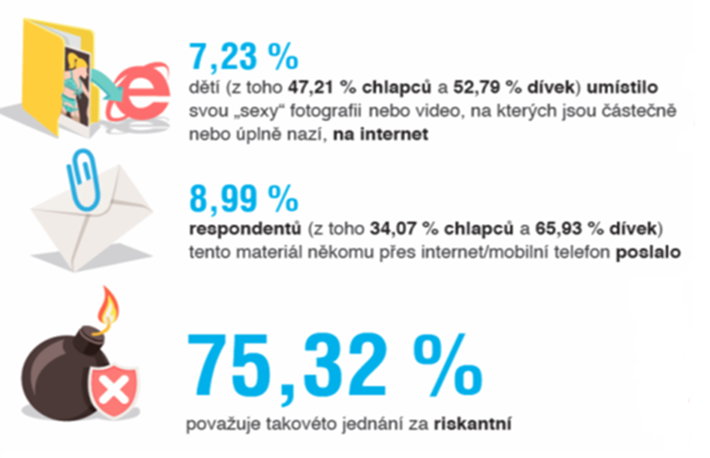 7,23 %
dětí (z toho 47,21 % chlapců a 52,79 % dívek) umístilo
svou „sexy“ fotografii nebo video, na kterých jsou částečně
nebo úplně nazí, na internet
8,99 %
respondentů (z toho 34,07 % chlapců a 65,93 % dívek)
tento materiál někomu přes internet/mobilní telefon poslalo
75,32 %
považuje takovéto jednání za riskantní